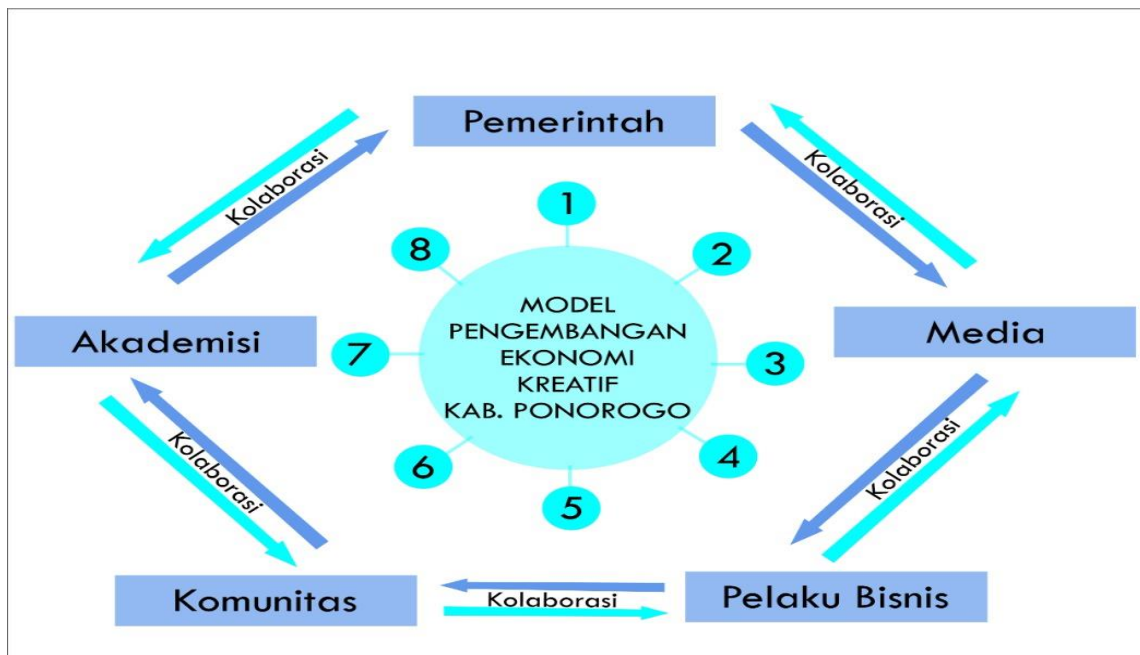 Pemerintah
Kolaborasi
Kolaborasi
1
8
2
MODEL
PENGEMBANGAN
EKONOMI
KREATIF
KAB. PONOROGO
Akademisi
7
3
Media
6
4
5
Kolaborasi
Kolaborasi
Komunitas
Kolaborasi
Pelaku Bisnis